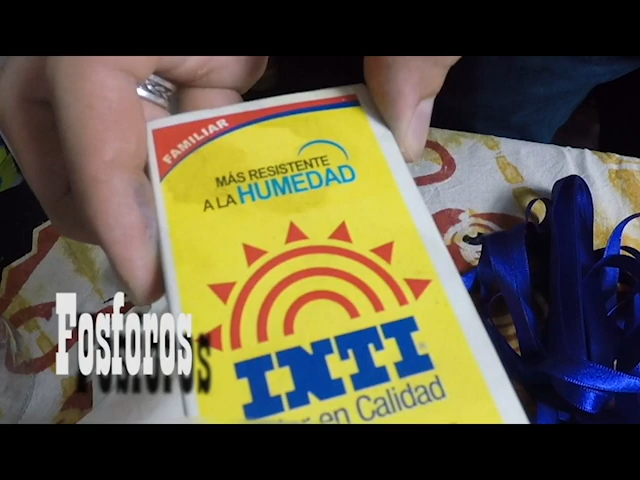 FAMILIAR
MÁS RESISTENTE
A LA HUMEDAD
INTI
en Calidad
Fosforos